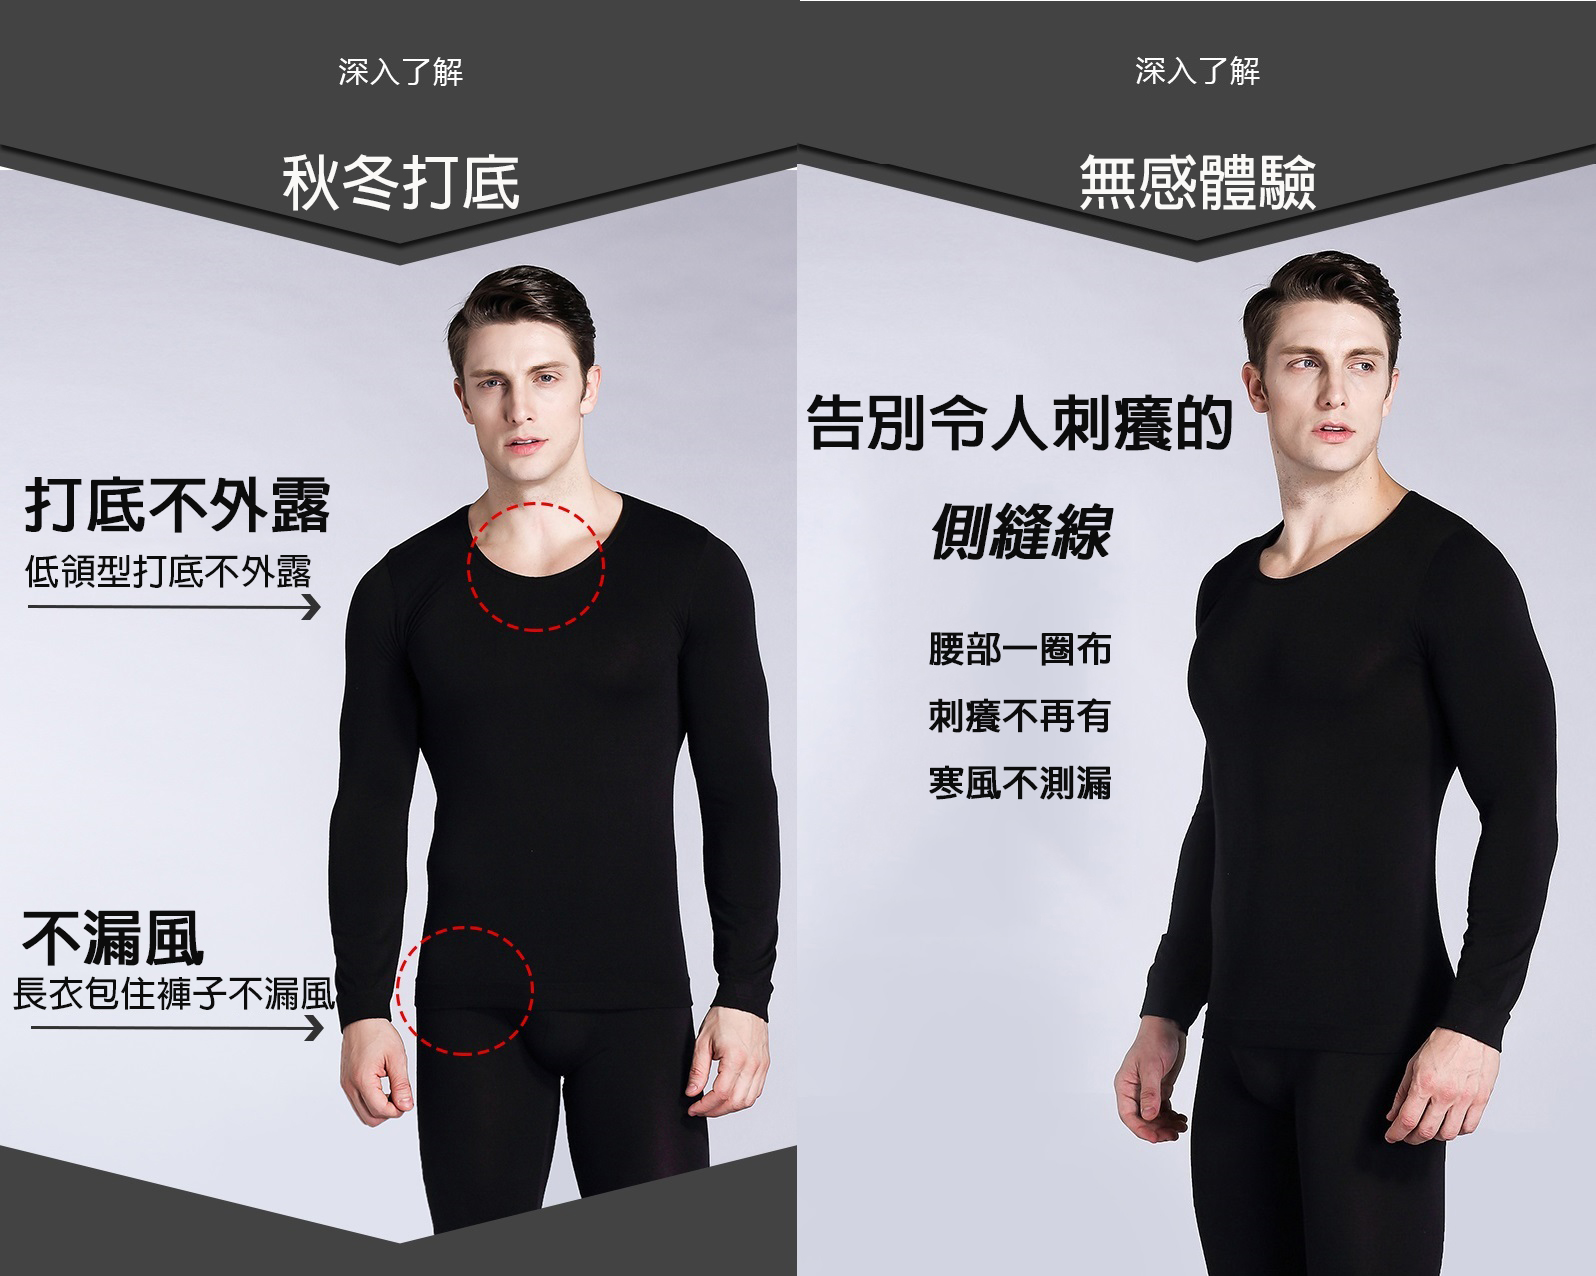 深入了解
秋冬打底
打底不外露
低領型打底不外露
不漏風
長衣包住褲子不漏風
深入了解
無感體驗
告別令人刺癢的
側縫線
腰部一圈布
刺癢不再有
寒風不測漏